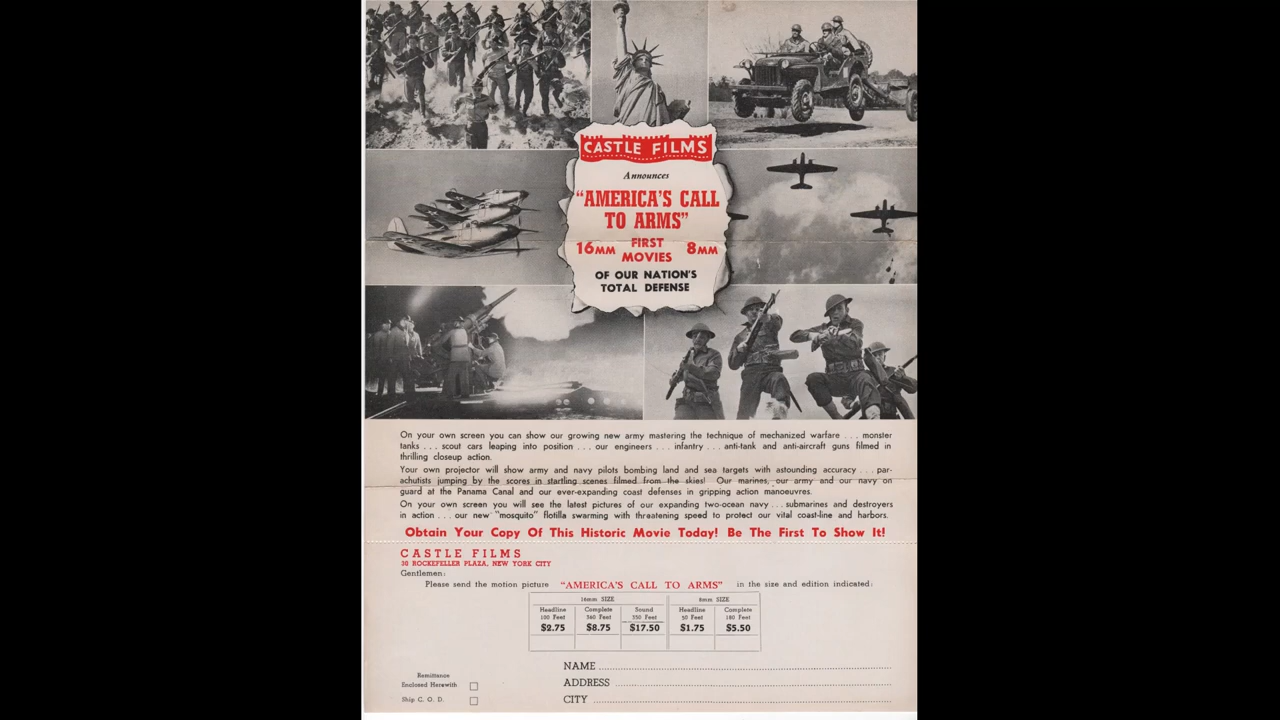 CASTLE FILMS
Announces
"AMERICA'S CALL
TO ARMS"
16MM FIRST MOVIES 8MM
OF OUR NATION'S
TOTAL DEFENSE
On your own screen you can show our growing new army mastering the technique of mechanized warfare . . . monster
tanks . . . scout cars leaping into position . . . our engineers . . . infantry . . . anti-tank and anti-aircraft guns filmed in
thrilling closeup action.
Your own projector will show army and navy pilots bombing land and sea targets with astounding accuracy . . . par-
achutists jumping by the scores in startling scenes filmed from the skies! Our marines, our army and our navy on
guard at the Panama Canal and our ever-expanding coast defenses in gripping action manoeuvres.
On your own screen you will see the latest pictures of our expanding two-ocean navy . . . submarines and destroyers
in action . . . our new "mosquito" flotilla swarming with threatening speed to protect our vital coast-line and harbors.
Obtain Your Copy Of This Historic Movie Today! Be The First To Show It!
CASTLE FILMS
30 ROCKEFELLER PLAZA, NEW YORK CITY
Gentlemen:
Please send the motion picture "AMERICA'S CALL TO ARMS" in the size and edition indicated:
16mm SIZE 8mm SIZE
Headline Complete Sound Headline Complete
100 Feet 360 Feet 350 Feet 50 Feet 180 Feet
$2.75 $8.75 $17.50 $1.75 $5.50
NAME
Remittance
Enclosed Herewith
ADDRESS
Ship C. O. D.
CITY